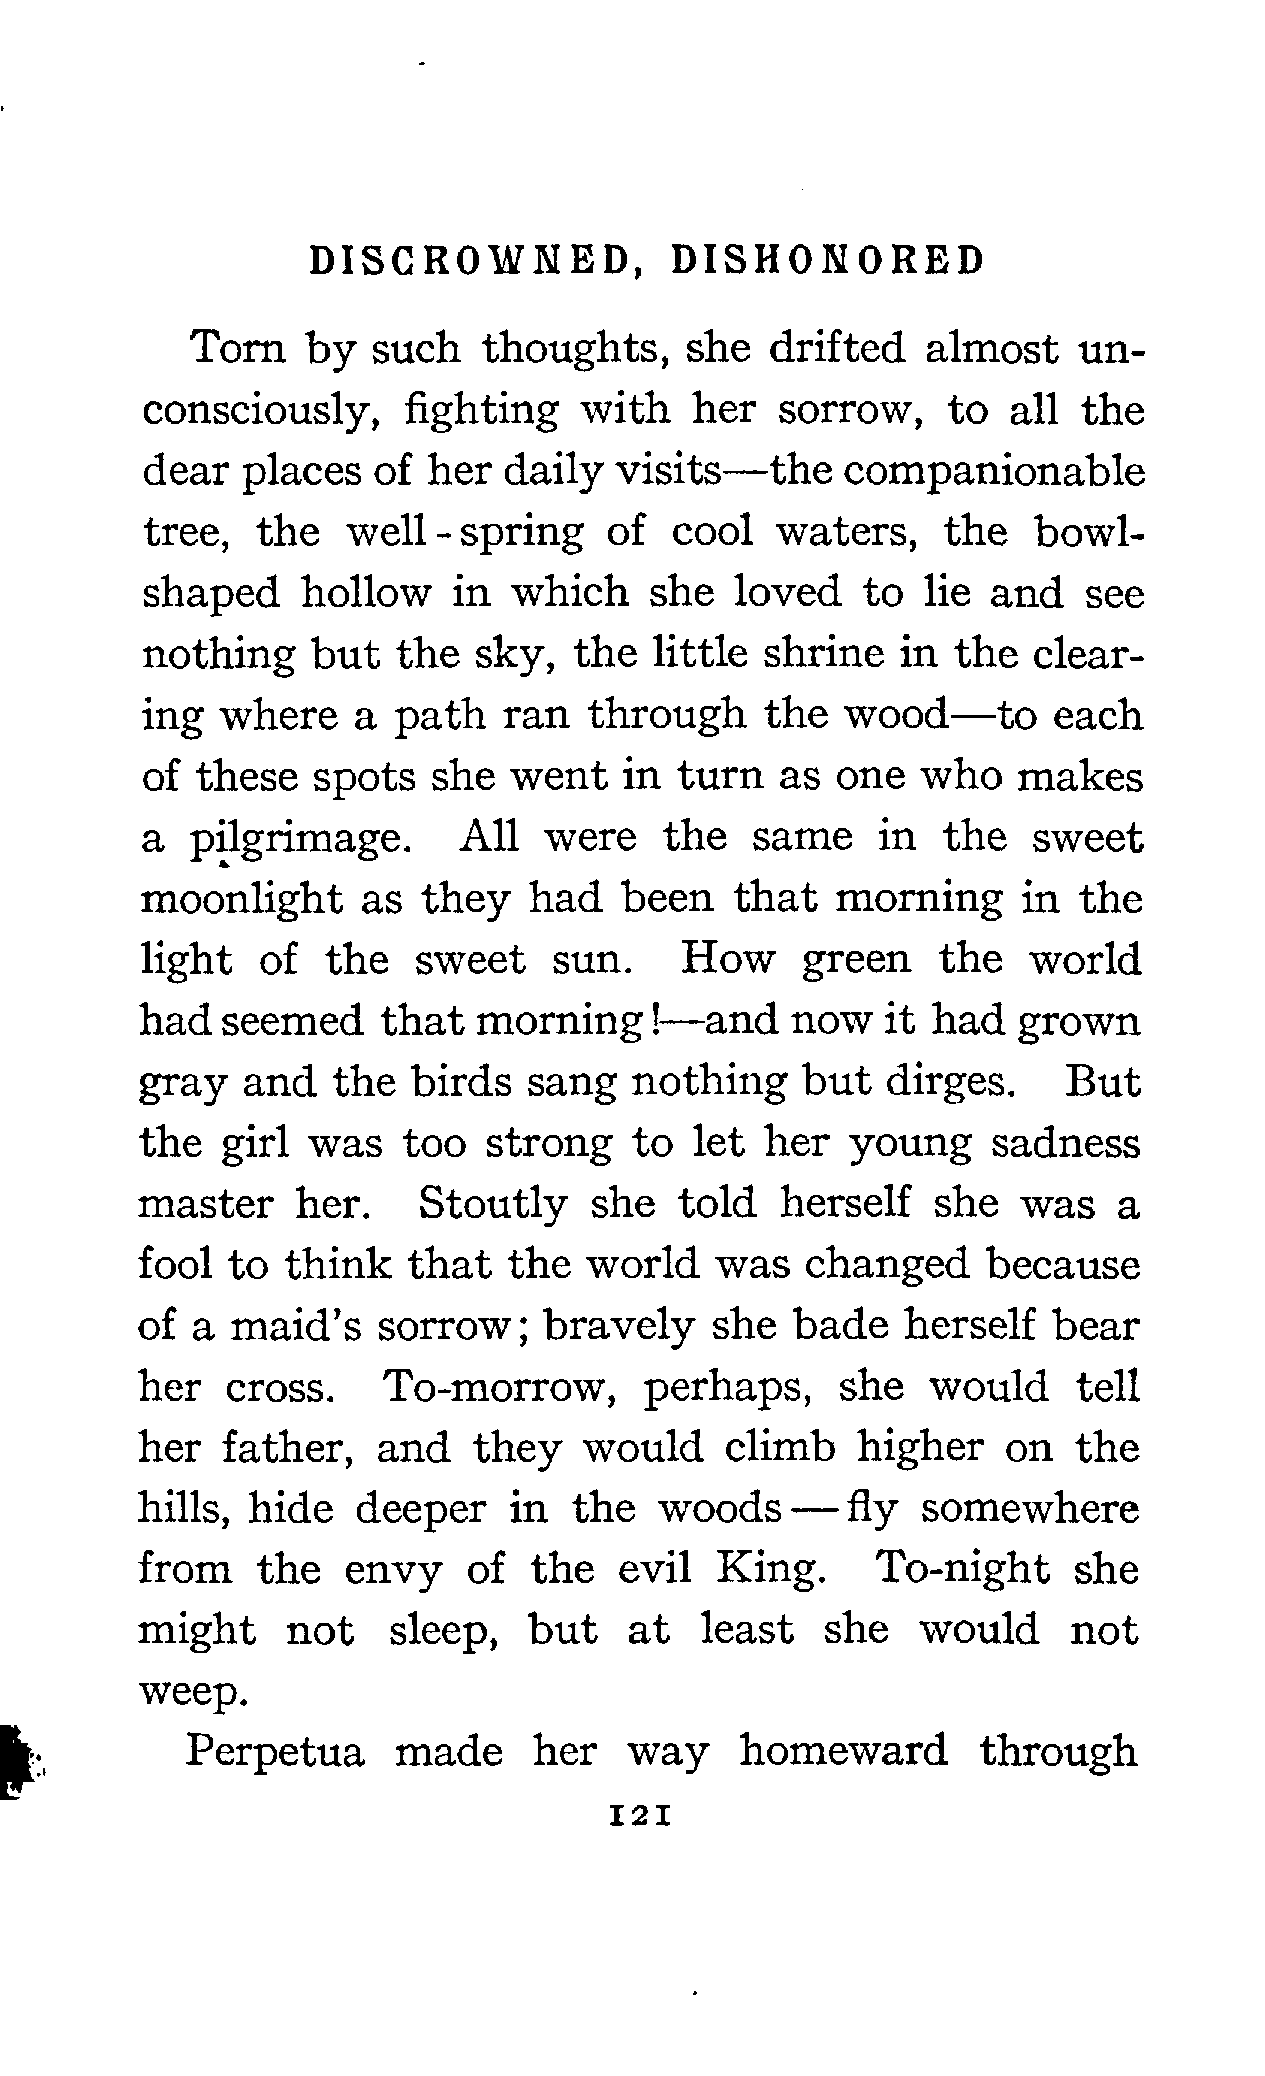 DISCROWNED, DISHONORED
Torn by such thoughts, she drifted almost un-
consciously, fighting with her sorrow, to all the
dear places of her daily visits—the companionable
tree, the well-spring of cool waters, the bowl-
shaped hollow in which she loved to lie and see
nothing but the sky, the little shrine in the clear-
ing where a path ran through the wood—to each
of these spots she went in turn as one who makes
a pilgrimage. All were the same in the sweet
moonlight as they had been that morning in the
light of the sweet sun. How green the world
had seemed that morning!—and now it had grown
gray and the birds sang nothing but dirges. But
the girl was too strong to let her young sadness
master her. Stoutly she told herself she was a
fool to think that the world was changed because
of a maid's sorrow; bravely she bade herself bear
her cross. To-morrow, perhaps, she would tell
her father, and they would climb higher on the
hills, hide deeper in the woods—fly somewhere
from the envy of the evil King. To-night she
might not sleep, but at least she would not
weep.
Perpetua made her way homeward through
121